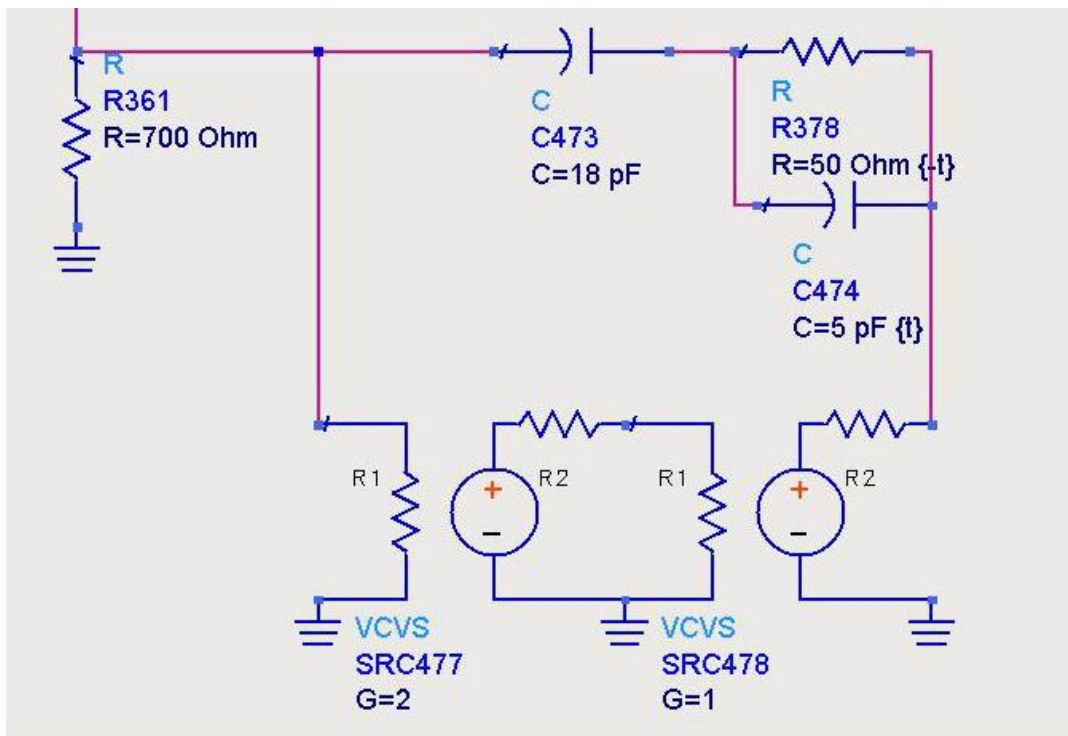 R
R361
R=700 Ohm
C
C473
C=18 pF
R
R378
R=50 Ohm {-t}
C
C474
C=5 pF {t}
R1
+
−
R2
R1
+
−
R2
VCVS
SRC477
G=2
VCVS
SRC478
G=1